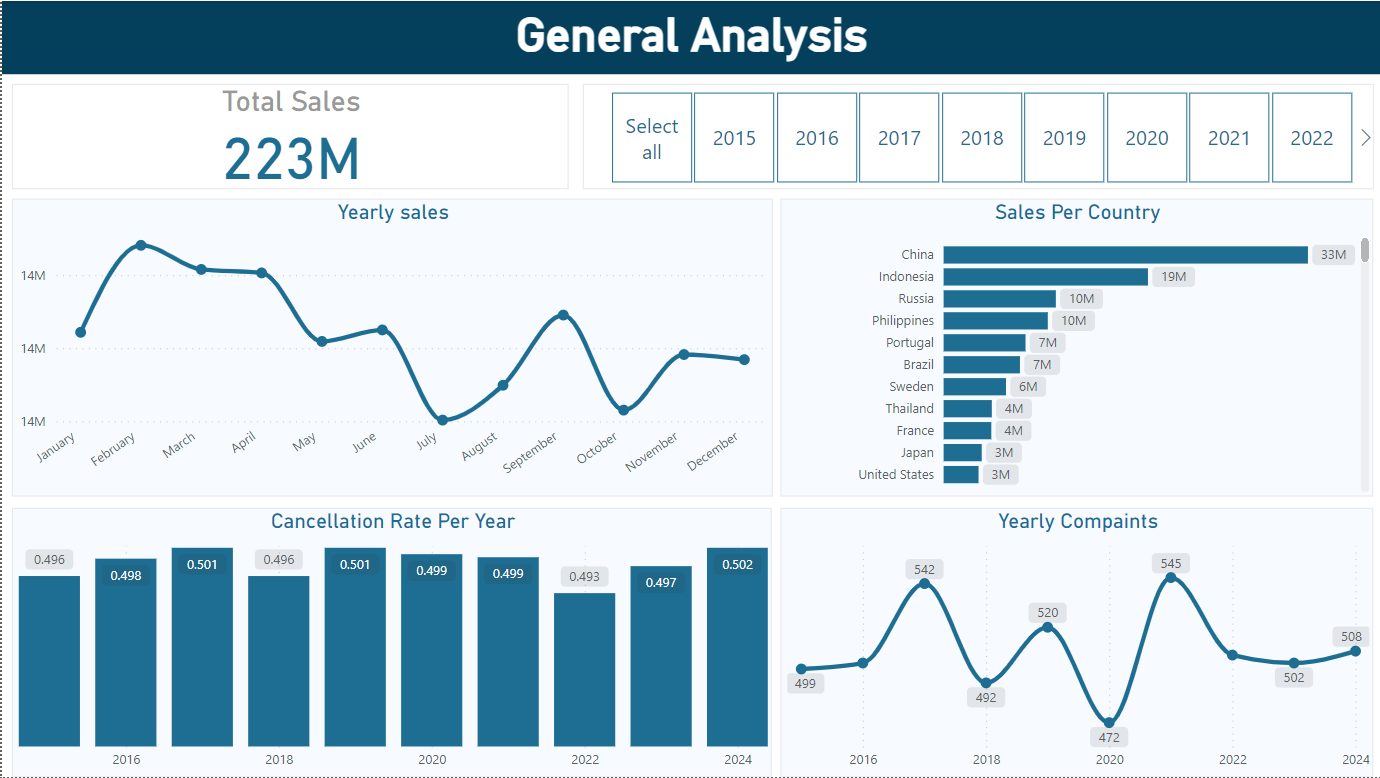 General Analysis
Total Sales
223M
Select all
2015
2016
2017
2018
2019
2020
2021
2022
Yearly sales
14M
14M
14M
January
February
March
April
May
June
July
August
September
October
November
December
Sales Per Country
China 33M
Indonesia 19M
Russia 10M
Philippines 10M
Portugal 7M
Brazil 7M
Sweden 6M
Thailand 4M
France 4M
Japan 3M
United States 3M
Cancellation Rate Per Year
0.496
0.498
0.501
0.496
0.501
0.499
0.499
0.493
0.497
0.502
2016
2018
2020
2022
2024
Yearly Compaints
499
542
492
520
472
545
502
508
2016
2018
2020
2022
2024